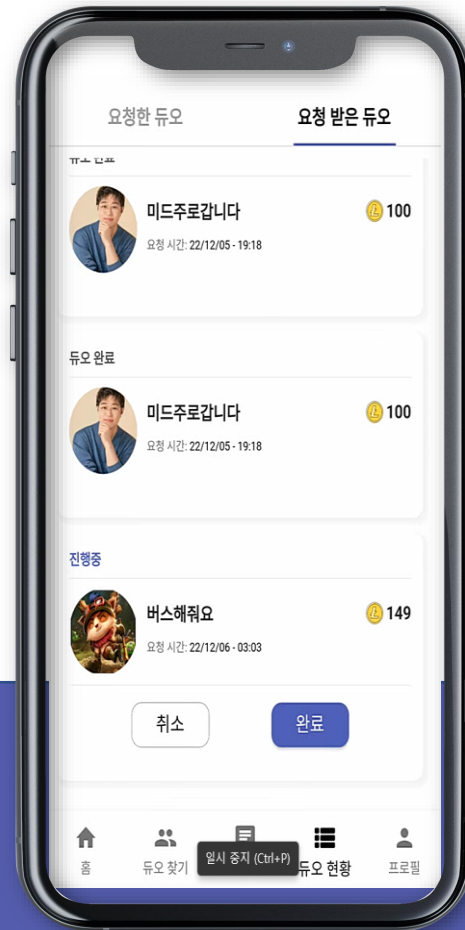 요청한 듀오
요청 받은 듀오
듀오 완료
미드주로갑니다
100
요청 시간: 22/12/05 - 19:18
듀오 완료
미드주로갑니다
100
요청 시간: 22/12/05 - 19:18
진행중
버스해줘요
149
요청 시간: 22/12/06 - 03:03
취소
완료
홈
듀오 찾기
일시 중지 (Ctrl+P)
듀오 현황
프로필